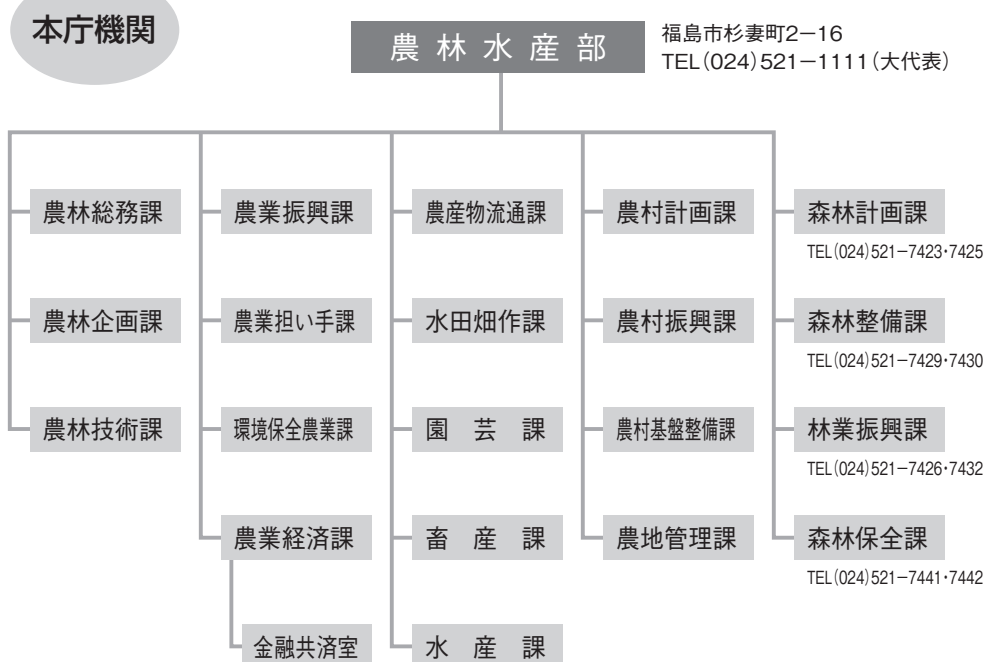 本庁機関
農林水産部
福島市杉妻町2−16
TEL(024)521−1111(大代表)
農林総務課
農林企画課
農林技術課
農業振興課
農業担い手課
環境保全農業課
農業経済課
金融共済室
農産物流通課
水田畑作課
園芸課
畜産課
水産課
農村計画課
農村振興課
農村基盤整備課
農地管理課
森林計画課
TEL(024)521−7423・7425
森林整備課
TEL(024)521−7429・7430
林業振興課
TEL(024)521−7426・7432
森林保全課
TEL(024)521−7441・7442